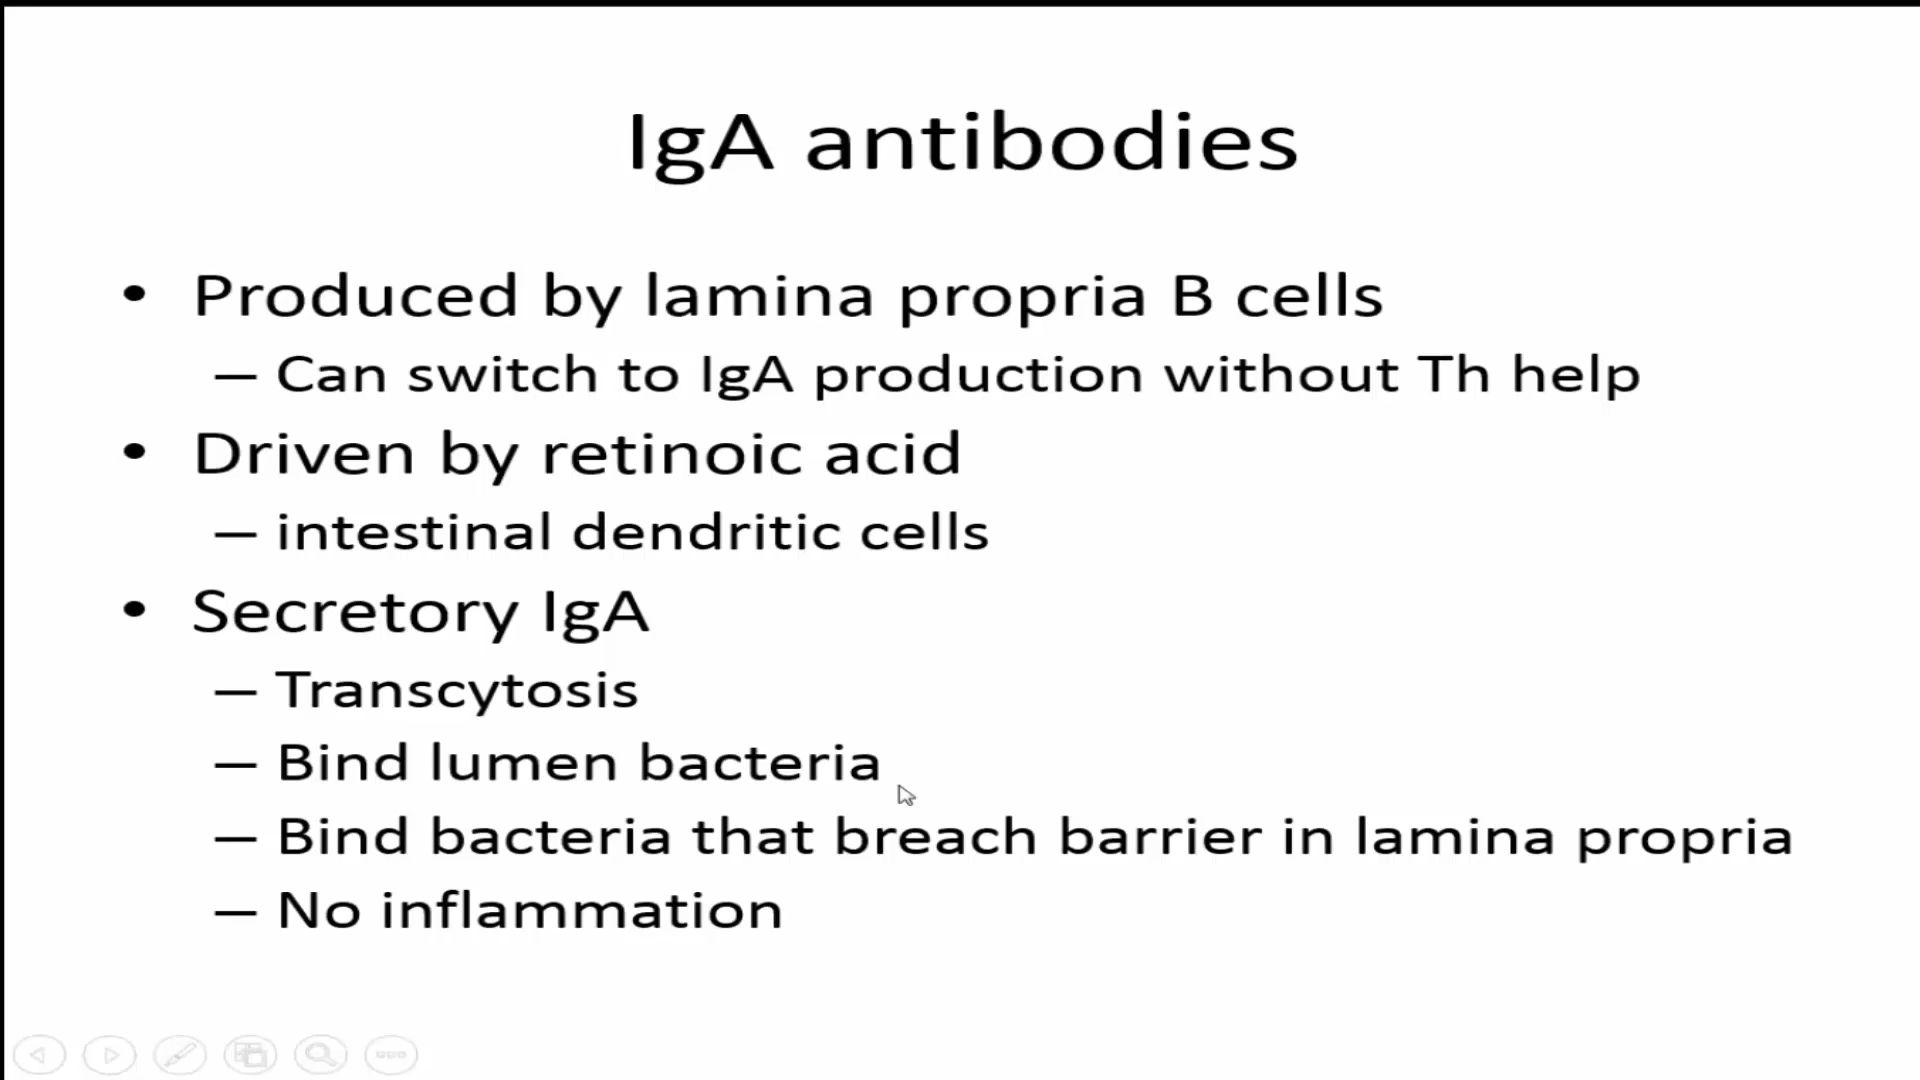 IgA antibodies
• Produced by lamina propria B cells
– Can switch to IgA production without Th help
• Driven by retinoic acid
– intestinal dendritic cells
• Secretory IgA
– Transcytosis
– Bind lumen bacteria
– Bind bacteria that breach barrier in lamina propria
– No inflammation